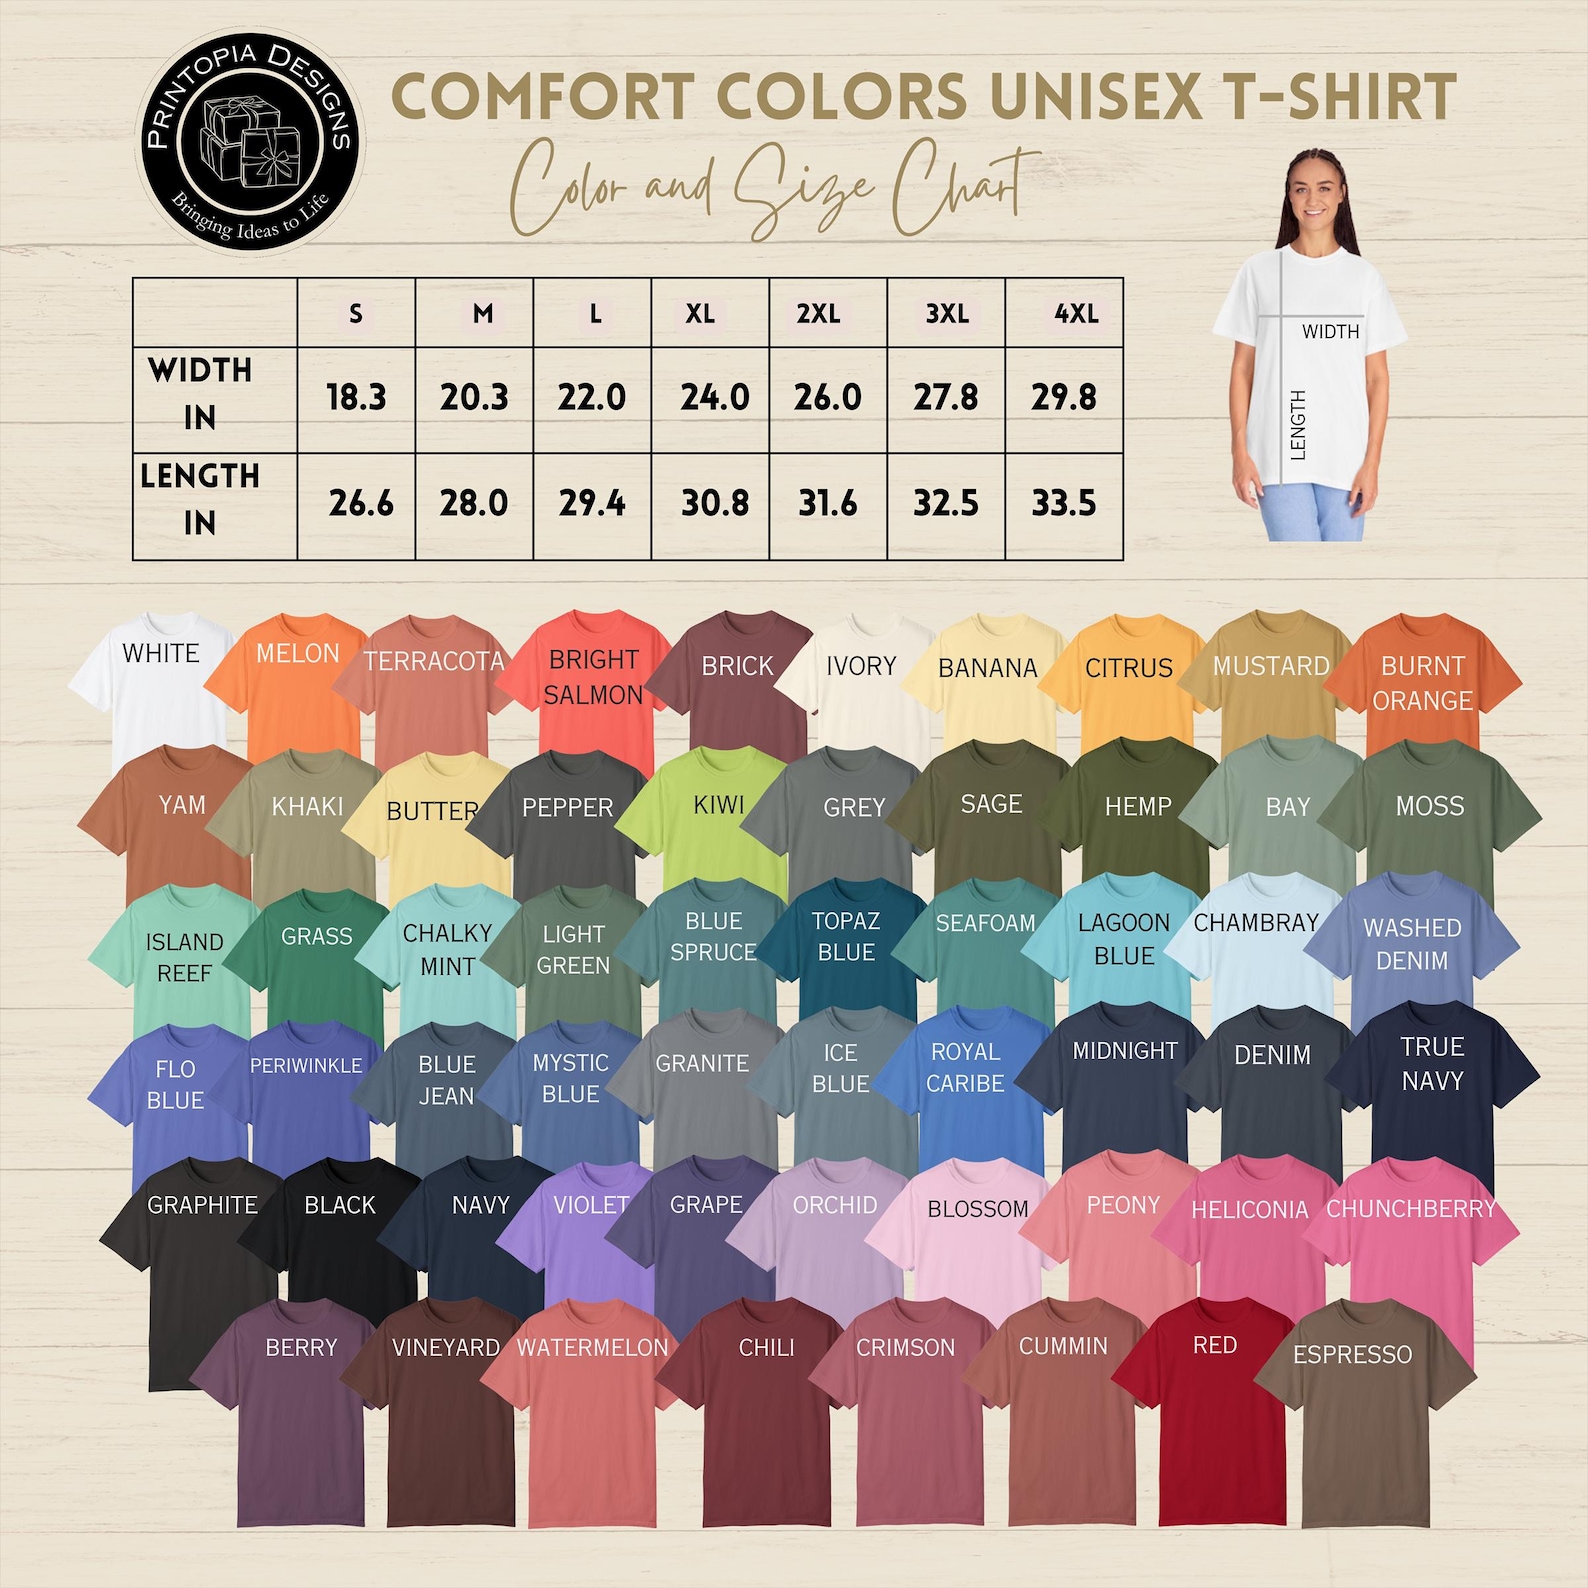 PRINTOPIA DESIGNS
Bringing Ideas to Life
COMFORT COLORS UNISEX T-SHIRT
Color and Size Chart
S M L XL 2XL 3XL 4XL
WIDTH
IN
18.3 20.3 22.0 24.0 26.0 27.8 29.8
LENGTH
IN
26.6 28.0 29.4 30.8 31.6 32.5 33.5
WIDTH
LENGTH
WHITE
MELON
TERRACOTA
BRIGHT
SALMON
BRICK
IVORY
BANANA
CITRUS
MUSTARD
BURNT
ORANGE
YAM
KHAKI
BUTTER
PEPPER
KIWI
GREY
SAGE
HEMP
BAY
MOSS
ISLAND
REEF
GRASS
CHALKY
MINT
LIGHT
GREEN
BLUE
SPRUCE
TOPAZ
BLUE
SEAFOAM
LAGOON
BLUE
CHAMBRAY
WASHED
DENIM
FLO
BLUE
PERIWINKLE
BLUE
JEAN
MYSTIC
BLUE
GRANITE
ICE
BLUE
ROYAL
CARIBE
MIDNIGHT
DENIM
TRUE
NAVY
GRAPHITE
BLACK
NAVY
VIOLET
GRAPE
ORCHID
BLOSSOM
PEONY
HELICONIA
CHUNCHBERRY
BERRY
VINEYARD
WATERMELON
CHILI
CRIMSON
CUMMIN
RED
ESPRESSO